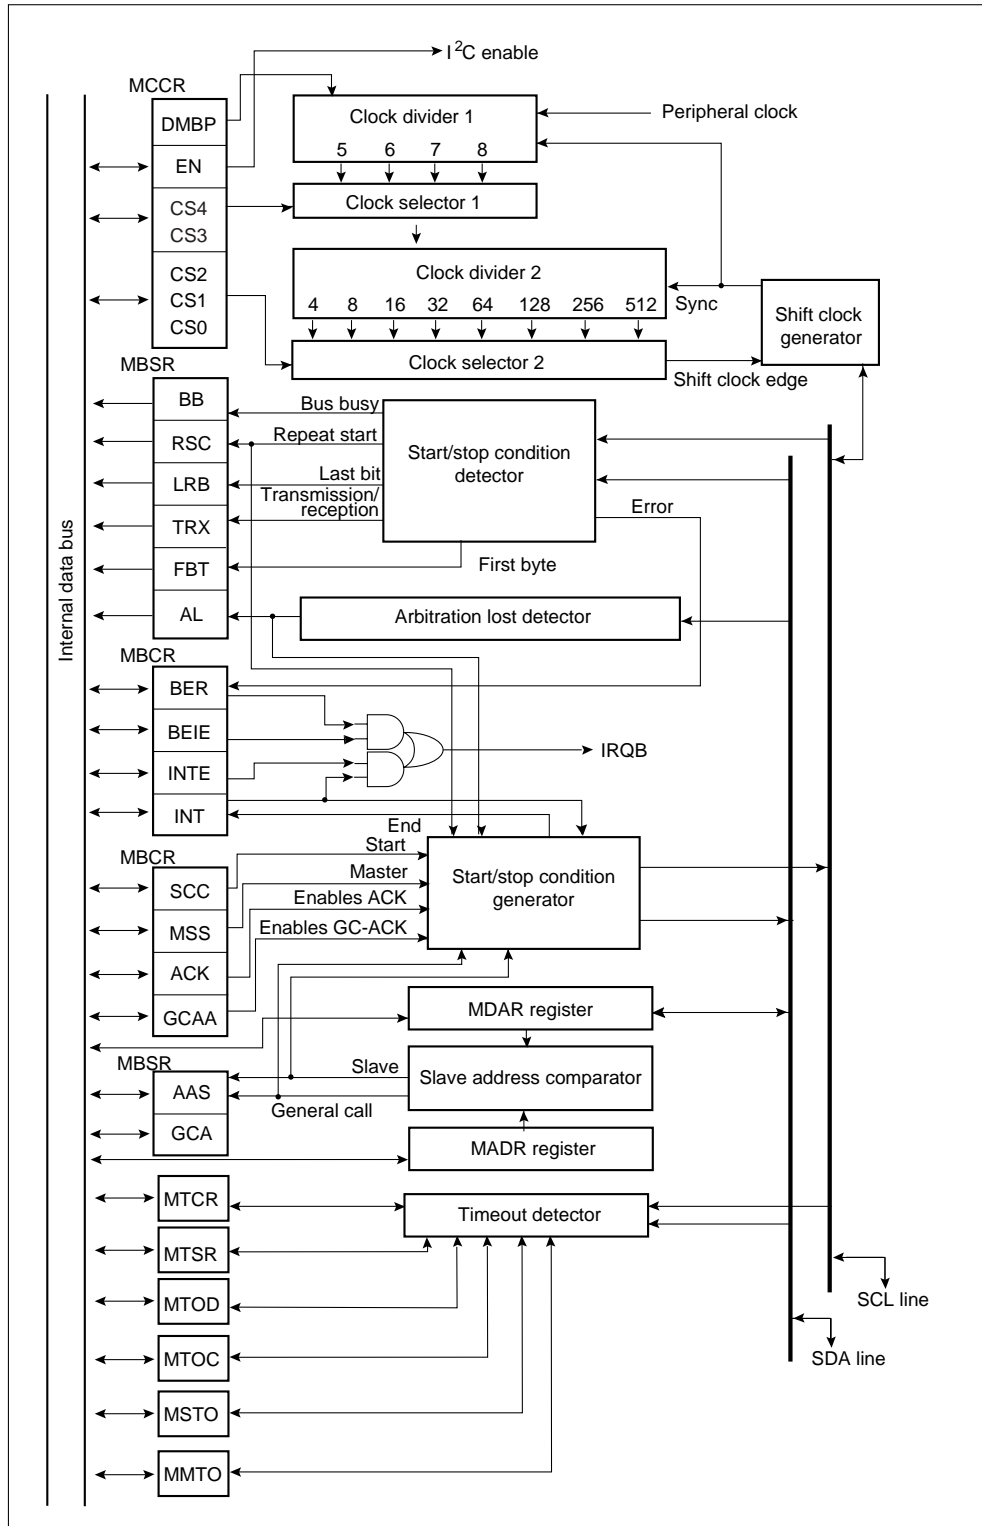 I2C enable
MCCR
DMBP
EN
CS4
CS3
CS2
CS1
CS0
Clock divider 1
5 6 7 8
Peripheral clock
Clock selector 1
Clock divider 2
4 8 16 32 64 128 256 512
Sync
Clock selector 2
Shift clock edge
Shift clock
generator
MBSR
BB
RSC
LRB
TRX
FBT
AL
Bus busy
Repeat start
Last bit
Transmission/
reception
Start/stop condition
detector
Error
First byte
Internal data bus
Arbitration lost detector
MBCR
BER
BEIE
INTE
INT
IRQB
End
MBCR
SCC
MSS
ACK
GCAA
Start
Master
Enables ACK
Enables GC-ACK
Start/stop condition
generator
MDAR register
MBSR
AAS
GCA
Slave
General call
Slave address comparator
MADR register
MTCR
MTSR
MTOD
MTOC
MSTO
MMTO
Timeout detector
SCL line
SDA line